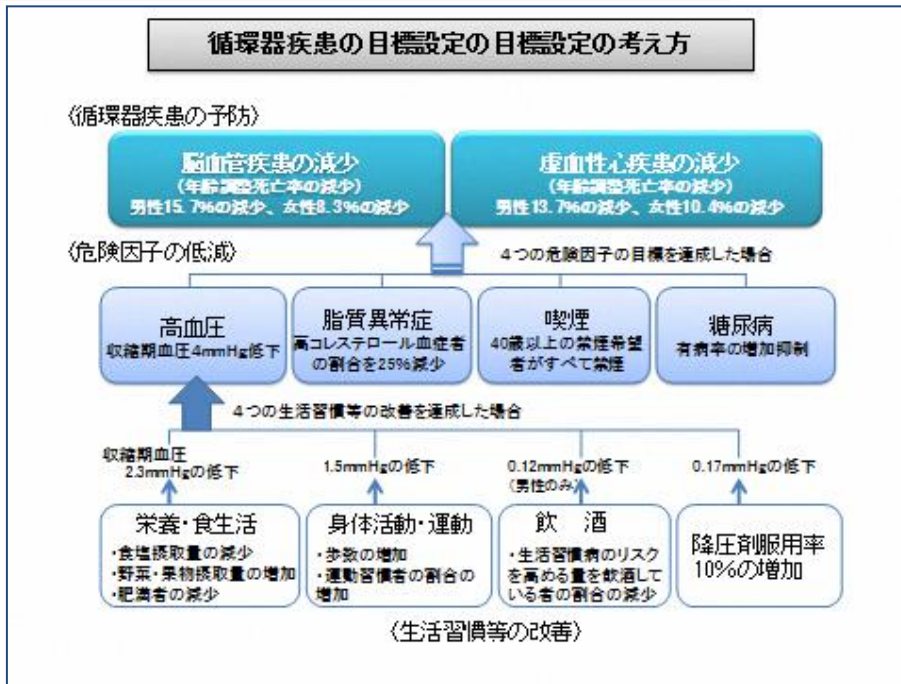 循環器疾患の目標設定の目標設定の考え方
〈循環器疾患の予防〉
脳血管疾患の減少
(年齢調整死亡率の減少)
男性15.7%の減少、女性8.3%の減少
虚血性心疾患の減少
(年齢調整死亡率の減少)
男性13.7%の減少、女性10.4%の減少
〈危険因子の低減〉
4つの危険因子の目標を達成した場合
高血圧
収縮期血圧4mmHg低下
脂質異常症
高コレステロール血症者
の割合を25%減少
喫煙
40歳以上の禁煙希望
者がすべて禁煙
糖尿病
有病率の増加抑制
4つの生活習慣等の改善を達成した場合
収縮期血圧
2.3mmHgの低下
1.5mmHgの低下
0.12mmHgの低下
(男性のみ)
0.17mmHgの低下
栄養・食生活
・食塩摂取量の減少
・野菜・果物摂取量の増加
・肥満者の減少
身体活動・運動
・歩数の増加
・運動習慣者の割合の
増加
飲 酒
・生活習慣病のリスク
を高める量を飲酒して
いる者の割合の減少
降圧剤服用率
10%の増加
〈生活習慣等の改善〉